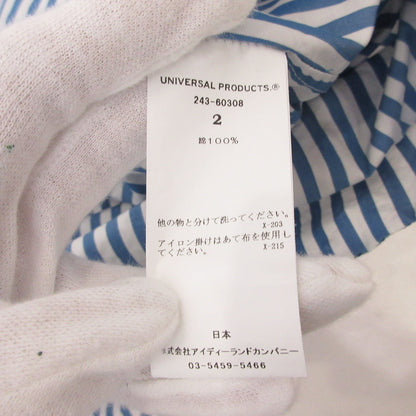 UNIVERSAL PRODUCTS.®
243-60308
2
綿100%
他の物と分けて洗ってください。
X-203
アイロン掛けはあて布を使用し
てください。 X-215
日本
株式会社アイディーランドカンパニー
03-5459-5466